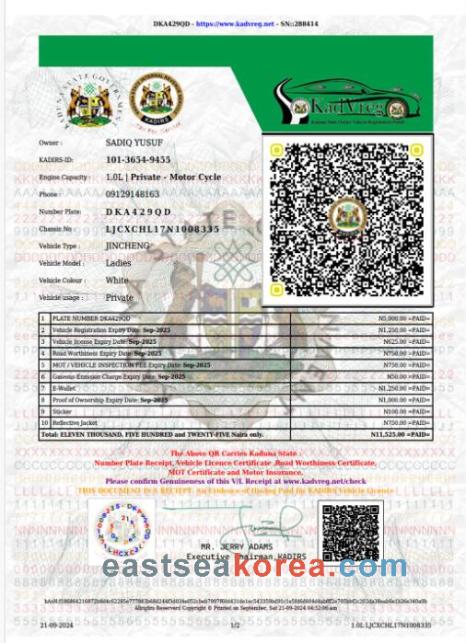 DKA429QD - https://www.kadvreg.net - SN::288414
KADUNA STATE GOVERNMENT
KADIRS
KadVreg
Owner : SADIQ YUSUF
KADIRS-ID: 101-3654-9455
Engine Capacity : 1.0L | Private - Motor Cycle
Phone : 09129148163
Number Plate: DKA429QD
Chassis No : LJCXCHL17N1008335
Vehicle Type : JINCHENG
Vehicle Model : Ladies
Vehicle Colour : White
Vehicle usage : Private
1 PLATE NUMBER DKA429QD N5,000.00 =PAID=
2 Vehicle Registration Expiry Date: Sep-2025 N1,250.00 =PAID=
3 Vehicle license Expiry Date: Sep-2025 N625.00 =PAID=
4 Road Worthiness Expiry Date: Sep-2025 N750.00 =PAID=
5 MOT / VEHICLE INSPECTION FEE Expiry Date: Sep-2025 N750.00 =PAID=
6 Gaseous Emission Charge Expiry Date: Sep-2025 N50.00 =PAID=
7 E-Wallet N1,250.00 =PAID=
8 Proof of Ownership Expiry Date: Sep-2025 N1,000.00 =PAID=
9 Sticker N100.00 =PAID=
10 Reflective Jacket N750.00 =PAID=
Total: ELEVEN THOUSAND, FIVE HUNDRED and TWENTY-FIVE Naira only. N11,525.00 =PAID=
The Above QR Carries Kaduna State :
Number Plate Receipt, Vehicle Licence Certificate ,Road Worthiness Certificate,
MOT Certificate and Motor Insurance.
Please confirm Genuineness of this V/L Receipt at www.kadvreg.net/check
THIS DOCUMENT IS A RECEIPT: An Evidence of Having Paid for KADIRS Vehicle Licence !
MR. JERRY ADAMS
Executive Chairman KADIRS
eastseakorea.com
Allrights Reserved Copyright © Printed on September, Sat 21-09-2024 04:52:06 am
21-09-2024 1/2 1.0L LJCXCHL17N1008335